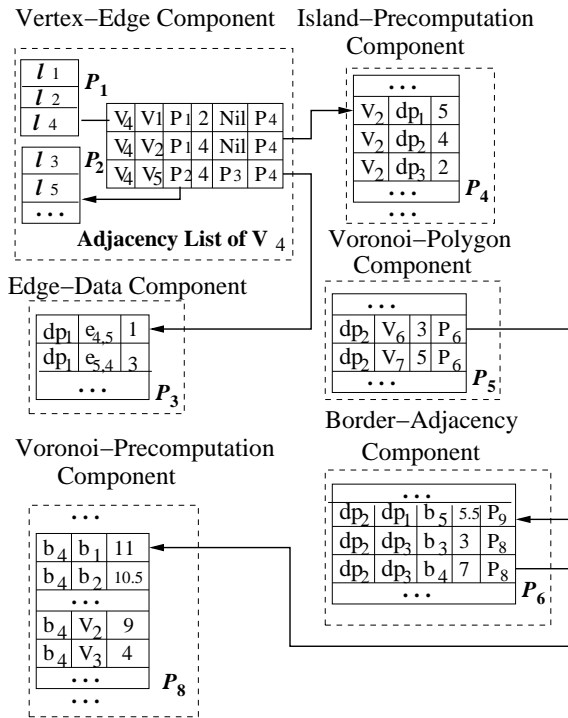 Vertex–Edge Component
l 1
l 2
l 4
P1
l 3
l 5
...
P2
V4 V1 P1 2 Nil P4
V4 V2 P1 4 Nil P4
V4 V5 P2 4 P3 P4
Adjacency List of V 4
Island–Precomputation
Component
...
V2 dp1 5
V2 dp2 4
V2 dp3 2
...
P4
...
Edge–Data Component
dp1 e4,5 1
dp1 e5,4 3
...
P3
Voronoi–Polygon
Component
...
dp2 V6 3 P6
dp2 V7 5 P6
...
P5
Voronoi–Precomputation
Component
...
b4 b1 11
b4 b2 10.5
...
b4 V2 9
b4 V3 4
...
P8
...
Border–Adjacency
Component
...
dp2 dp1 b5 5.5 P9
dp2 dp3 b3 3 P8
dp2 dp3 b4 7 P8
...
P6